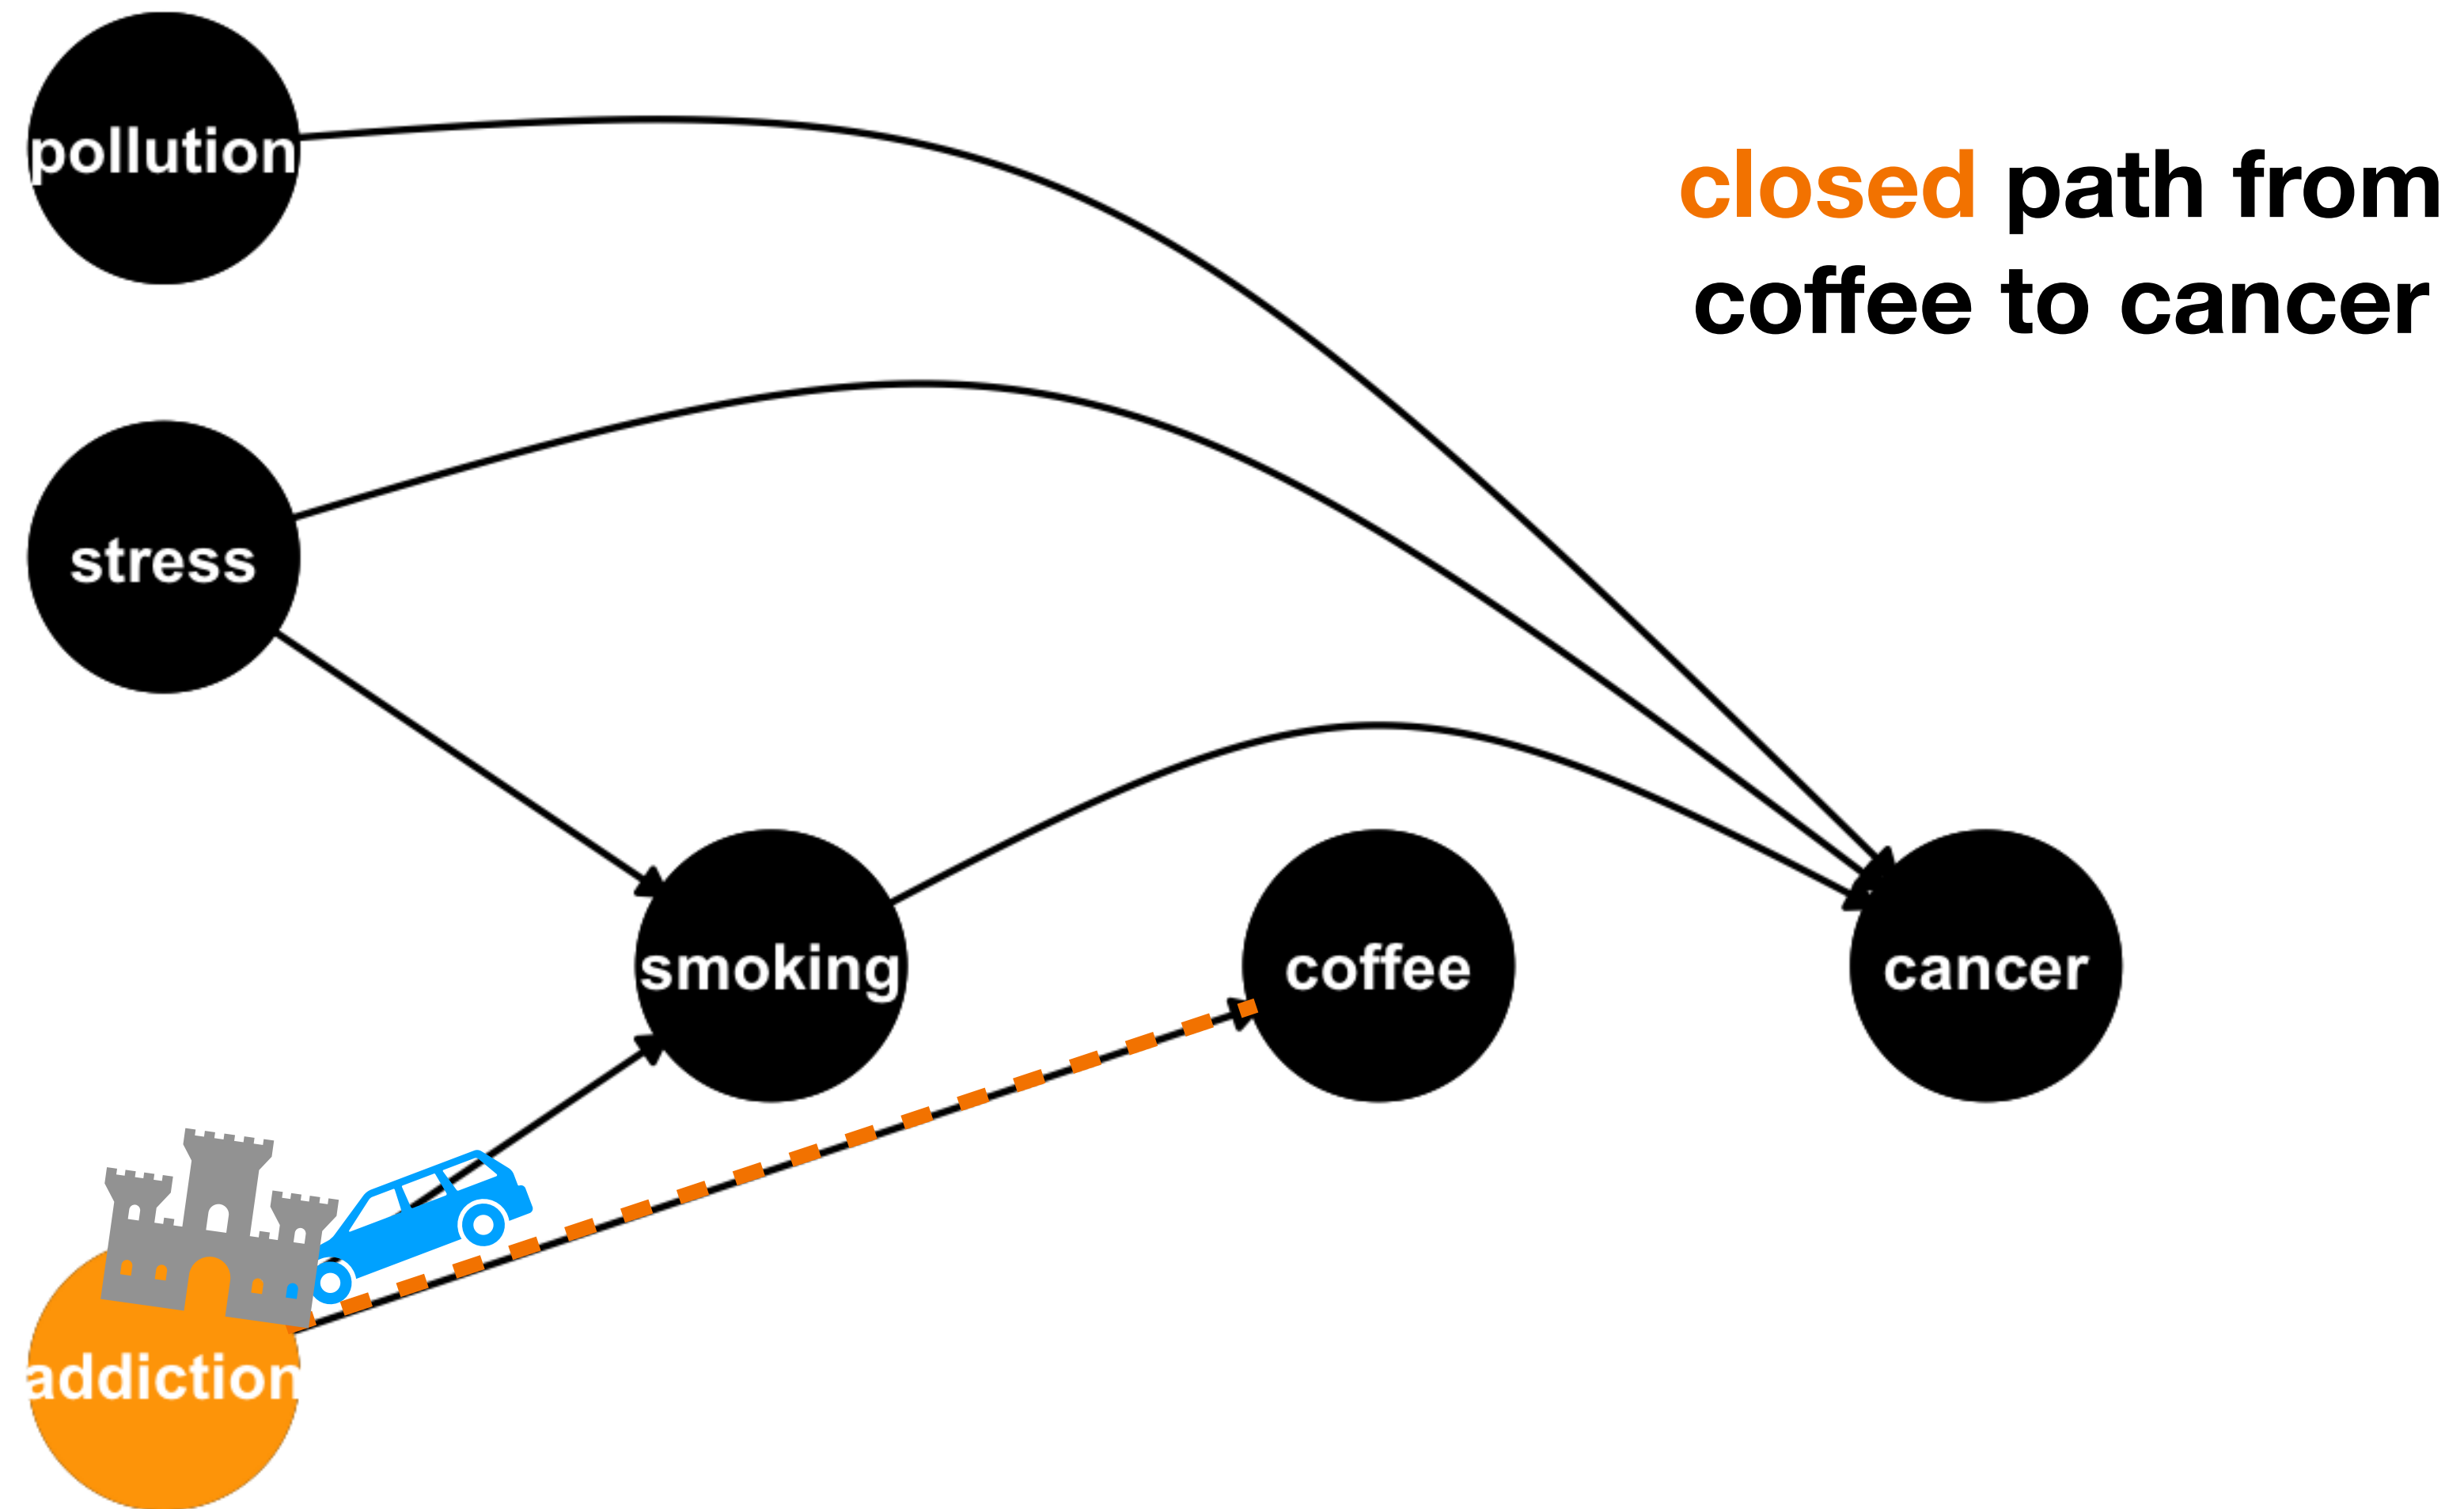 pollution
closed path from
coffee to cancer
stress
smoking
coffee
cancer
addiction